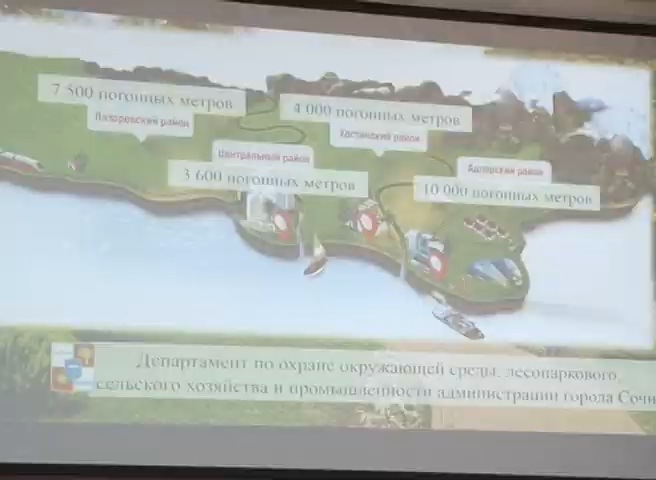 7 500 погонных метров
Лазаревский район
4 000 погонных метров
Хостинский район
Центральный район
3 600 погонных метров
Адлерский район
10 000 погонных метров
Департамент по охране окружающей среды, лесопаркового,
сельского хозяйства и промышленности администрации города Сочи